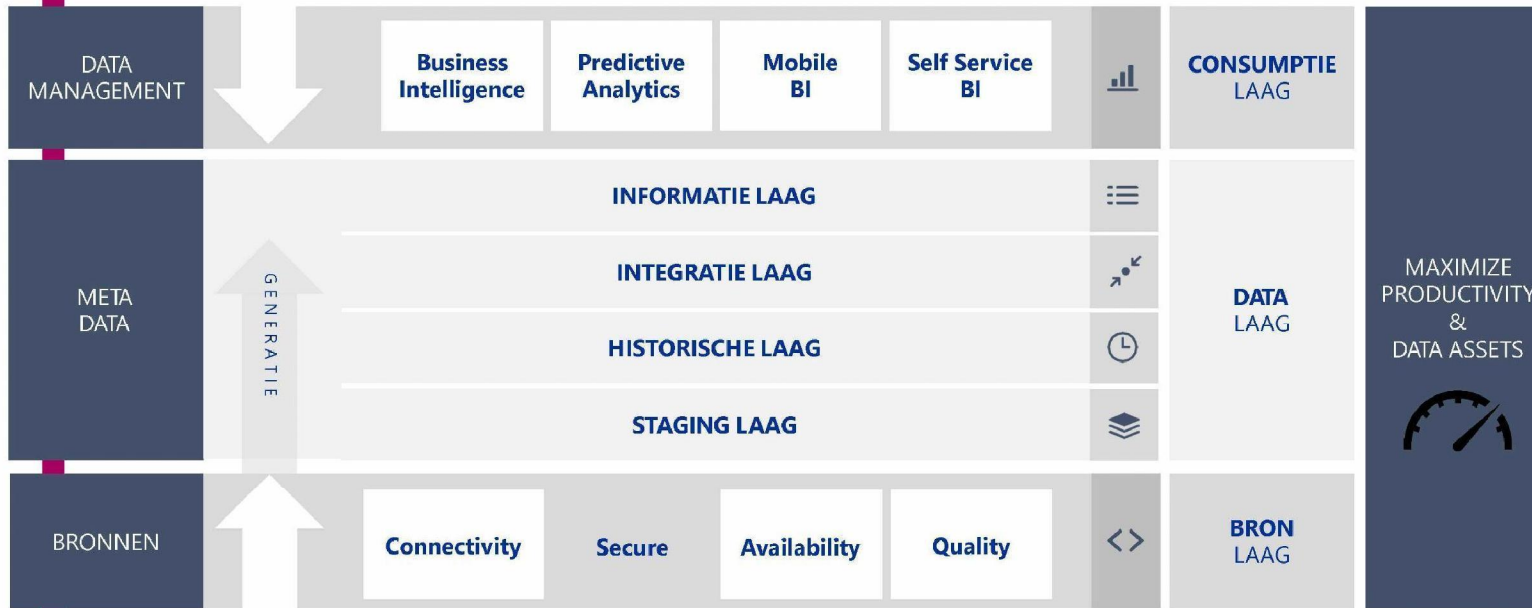 DATA
MANAGEMENT
Business
Intelligence
Predictive
Analytics
Mobile
BI
Self Service
BI
CONSUMPTIE
LAAG
META
DATA
GENERATIE
INFORMATIE LAAG
INTEGRATIE LAAG
HISTORISCHE LAAG
STAGING LAAG
DATA
LAAG
MAXIMIZE
PRODUCTIVITY
&
DATA ASSETS
BRONNEN
Connectivity
Secure
Availability
Quality
BRON
LAAG